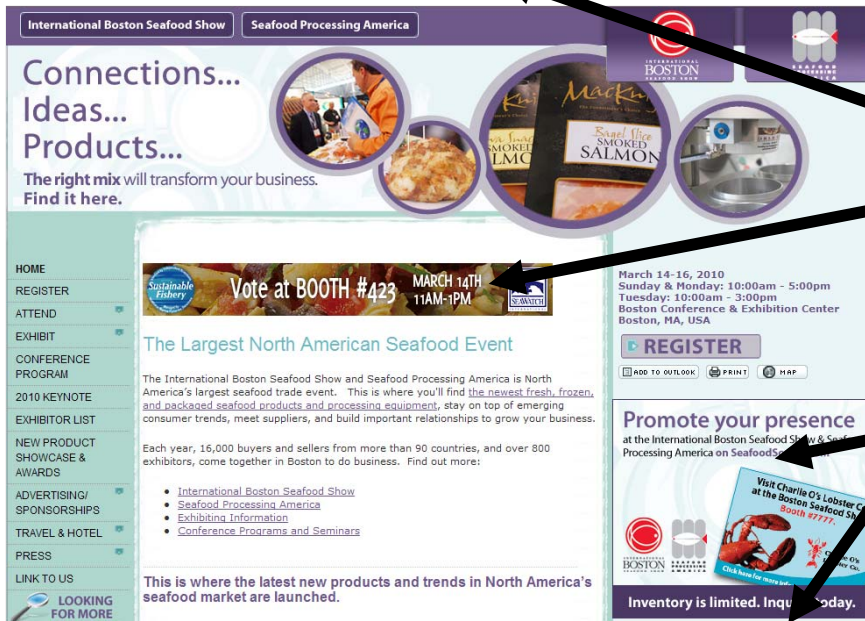 International Boston Seafood Show
Seafood Processing America
INTERNATIONAL
BOSTON
SEAFOOD SHOW
SEAFOOD
PROCESSING
Connections...
Ideas...
Products...
The right mix will transform your business.
Find it here.
SMOKED
MacKn
Bagel Slice
SMOKED
SALMON
HOME
REGISTER
ATTEND
EXHIBIT
CONFERENCE
PROGRAM
2010 KEYNOTE
EXHIBITOR LIST
NEW PRODUCT
SHOWCASE &
AWARDS
ADVERTISING/
SPONSORSHIPS
TRAVEL & HOTEL
PRESS
LINK TO US
LOOKING
FOR MORE
Sustainable
Fishery
Vote at BOOTH #423
MARCH 14TH
11AM-1PM
SEAWATCH
The Largest North American Seafood Event
The International Boston Seafood Show and Seafood Processing America is North
America's largest seafood trade event. This is where you'll find the newest fresh, frozen,
and packaged seafood products and processing equipment, stay on top of emerging
consumer trends, meet suppliers, and build important relationships to grow your business.
Each year, 16,000 buyers and sellers from more than 90 countries, and over 800
exhibitors, come together in Boston to do business. Find out more:
International Boston Seafood Show
Seafood Processing America
Exhibiting Information
Conference Programs and Seminars
This is where the latest new products and trends in North America's
seafood market are launched.
March 14-16, 2010
Sunday & Monday: 10:00am - 5:00pm
Tuesday: 10:00am - 3:00pm
Boston Conference & Exhibition Center
Boston, MA, USA
REGISTER
ADD TO OUTLOOK
PRINT
MAP
Promote your presence
at the International Boston Seafood Show &
Processing America on
Visit Charlie O's Lobster
at the Boston Seafood
Booth #7777.
Click here for more
BOSTON
SEAFOOD
PROCESSING
AMERICA
Inventory is limited. today.